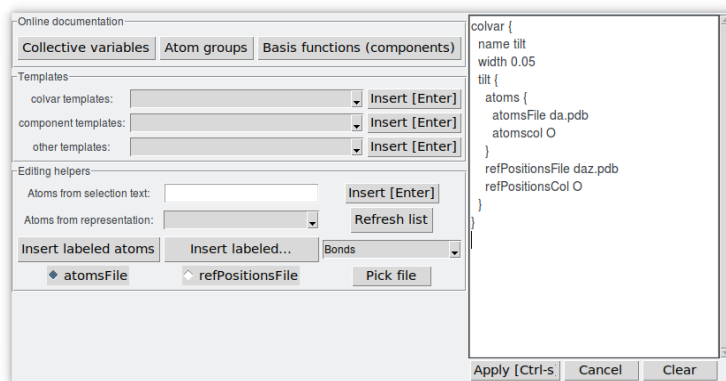 Online documentation
Collective variables
Atom groups
Basis functions (components)
Templates
colvar templates:
Insert [Enter]
component templates:
Insert [Enter]
other templates:
Insert [Enter]
Editing helpers
Atoms from selection text:
Insert [Enter]
Atoms from representation:
Refresh list
Insert labeled atoms
Insert labeled...
Bonds
atomsFile
refPositionsFile
Pick file
colvar {
name tilt
width 0.05
tilt {
atoms {
atomsFile da.pdb
atomscol O
}
refPositionsFile daz.pdb
refPositionsCol O
}
}
Apply [Ctrl-s
Cancel
Clear